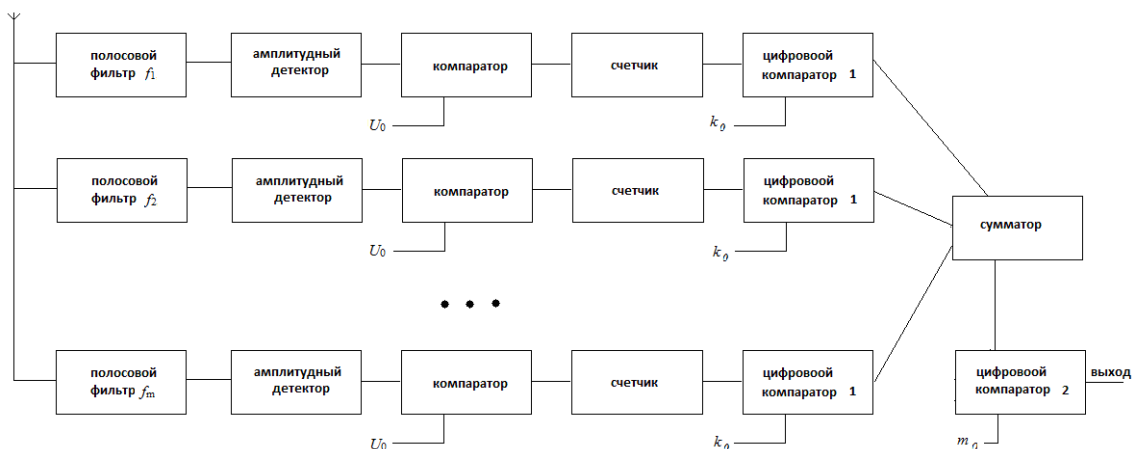 полосовой
фильтр f1
амплитудный
детектор
компаратор
счетчик
цифровоой
компаратор 1
U0
k0
полосовой
фильтр f2
амплитудный
детектор
компаратор
счетчик
цифровоой
компаратор 1
U0
k0
сумматор
полосовой
фильтр fm
амплитудный
детектор
компаратор
счетчик
цифровоой
компаратор 1
цифровоой
компаратор 2
выход
U0
k0
m0